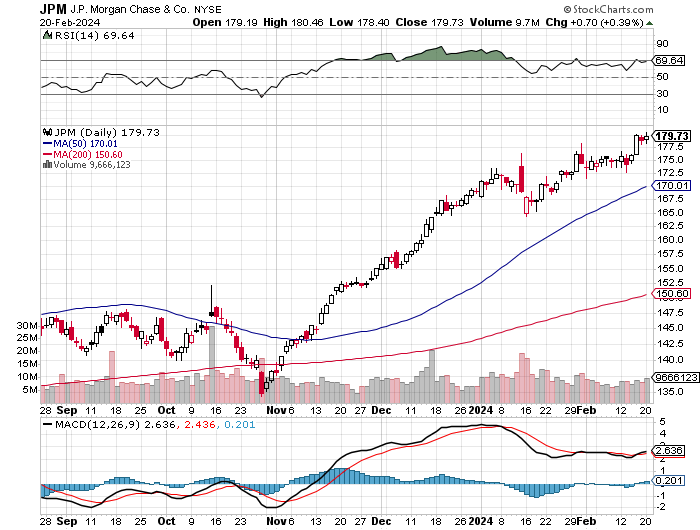 JPM J.P. Morgan Chase & Co. NYSE © StockCharts.com
20-Feb-2024 Open 179.19 High 180.46 Low 178.40 Close 179.73 Volume 9.7M Chg +0.70 (+0.39%)
RSI(14) 69.64
90
69.64
50
30
10
JPM (Daily) 179.73
MA(50) 170.01
MA(200) 150.60
Volume 9,666,123
179.73
177.5
175.0
172.5
170.01
167.5
165.0
162.5
160.0
157.5
155.0
152.5
150.60
147.5
145.0
142.5
140.0
9666123
135.0
30M
25M
20M
15M
10M
5M
28 Sep 11 18 25 Oct 9 16 23 Nov 6 13 20 27 Dec 11 18 26 2024 8 16 22 29 Feb 12 20
MACD(12,26,9) 2.636, 2.436, 0.201
5
4
2.636
2
1
0.201
-1
-2
28 Sep 11 18 25 Oct 9 16 23 Nov 6 13 20 27 Dec 11 18 26 2024 8 16 22 29 Feb 12 20